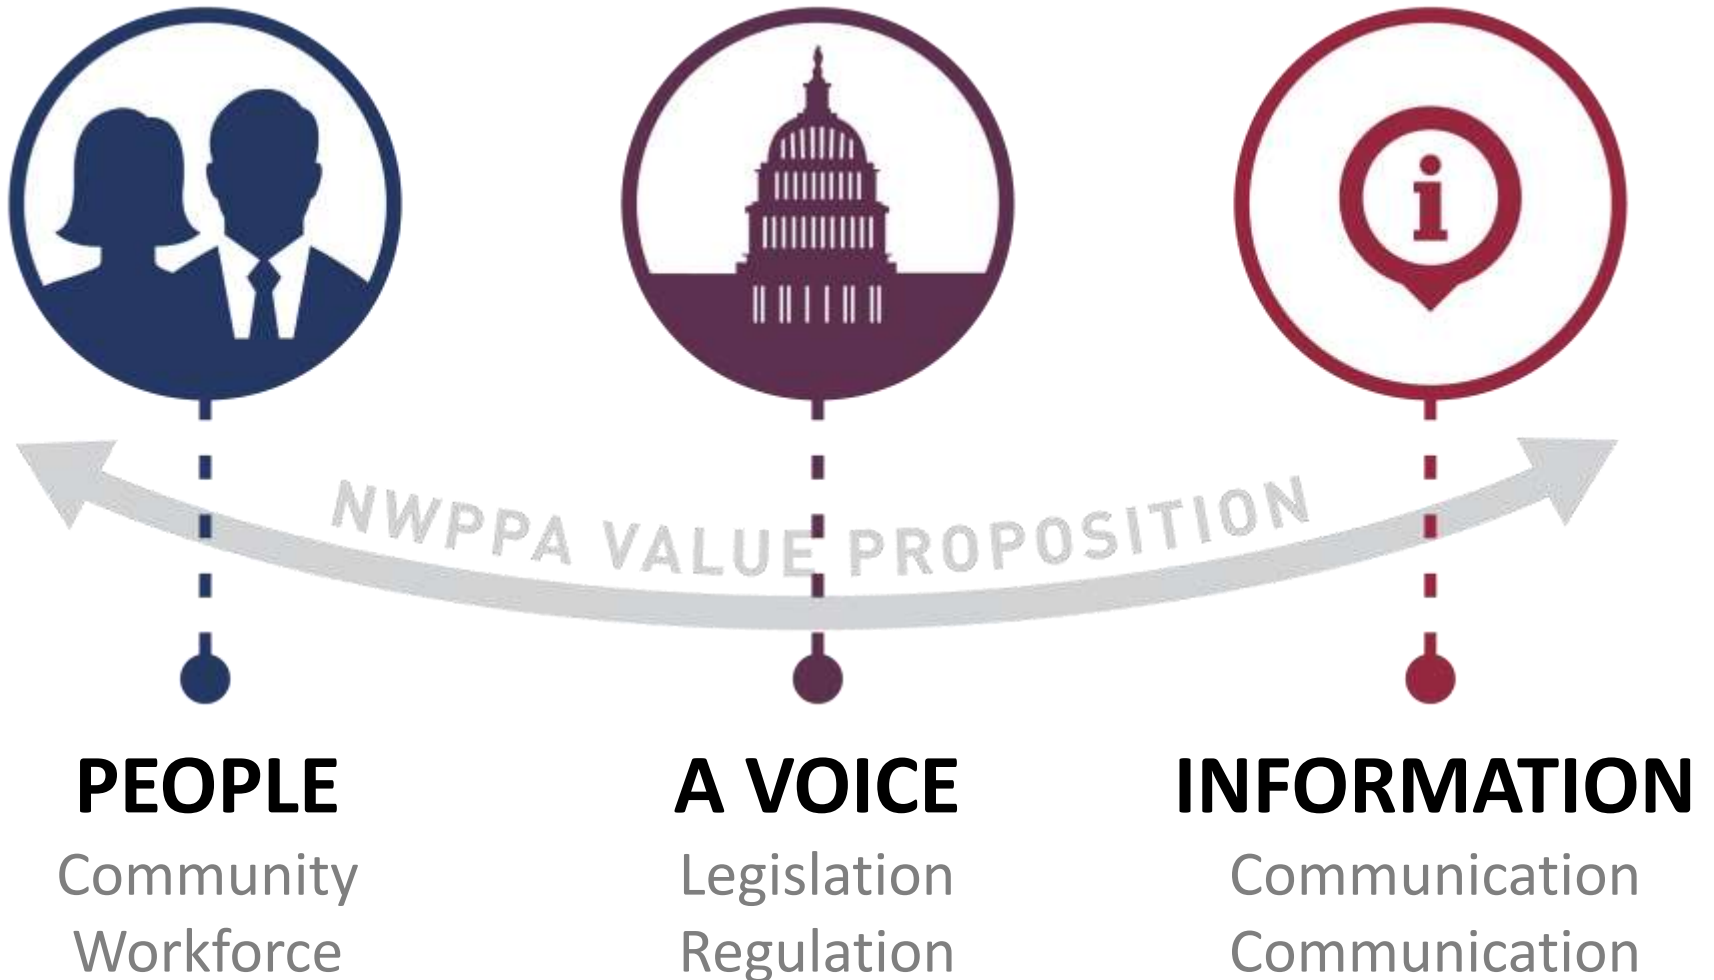 i
NWPPA VALUE PROPOSITION
PEOPLE
A VOICE
INFORMATION
Community
Legislation
Communication
Workforce
Regulation
Communication